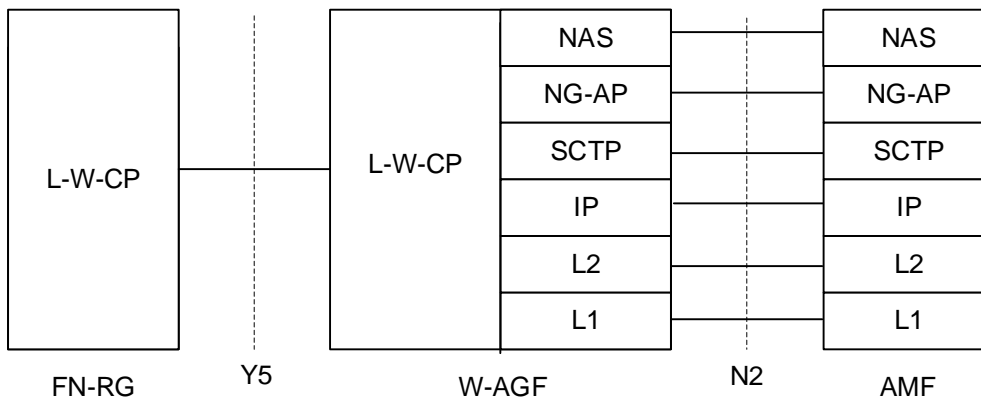 L-W-CP
L-W-CP
NAS
NG-AP
SCTP
IP
L2
L1
NAS
NG-AP
SCTP
IP
L2
L1
FN-RG
Y5
W-AGF
N2
AMF